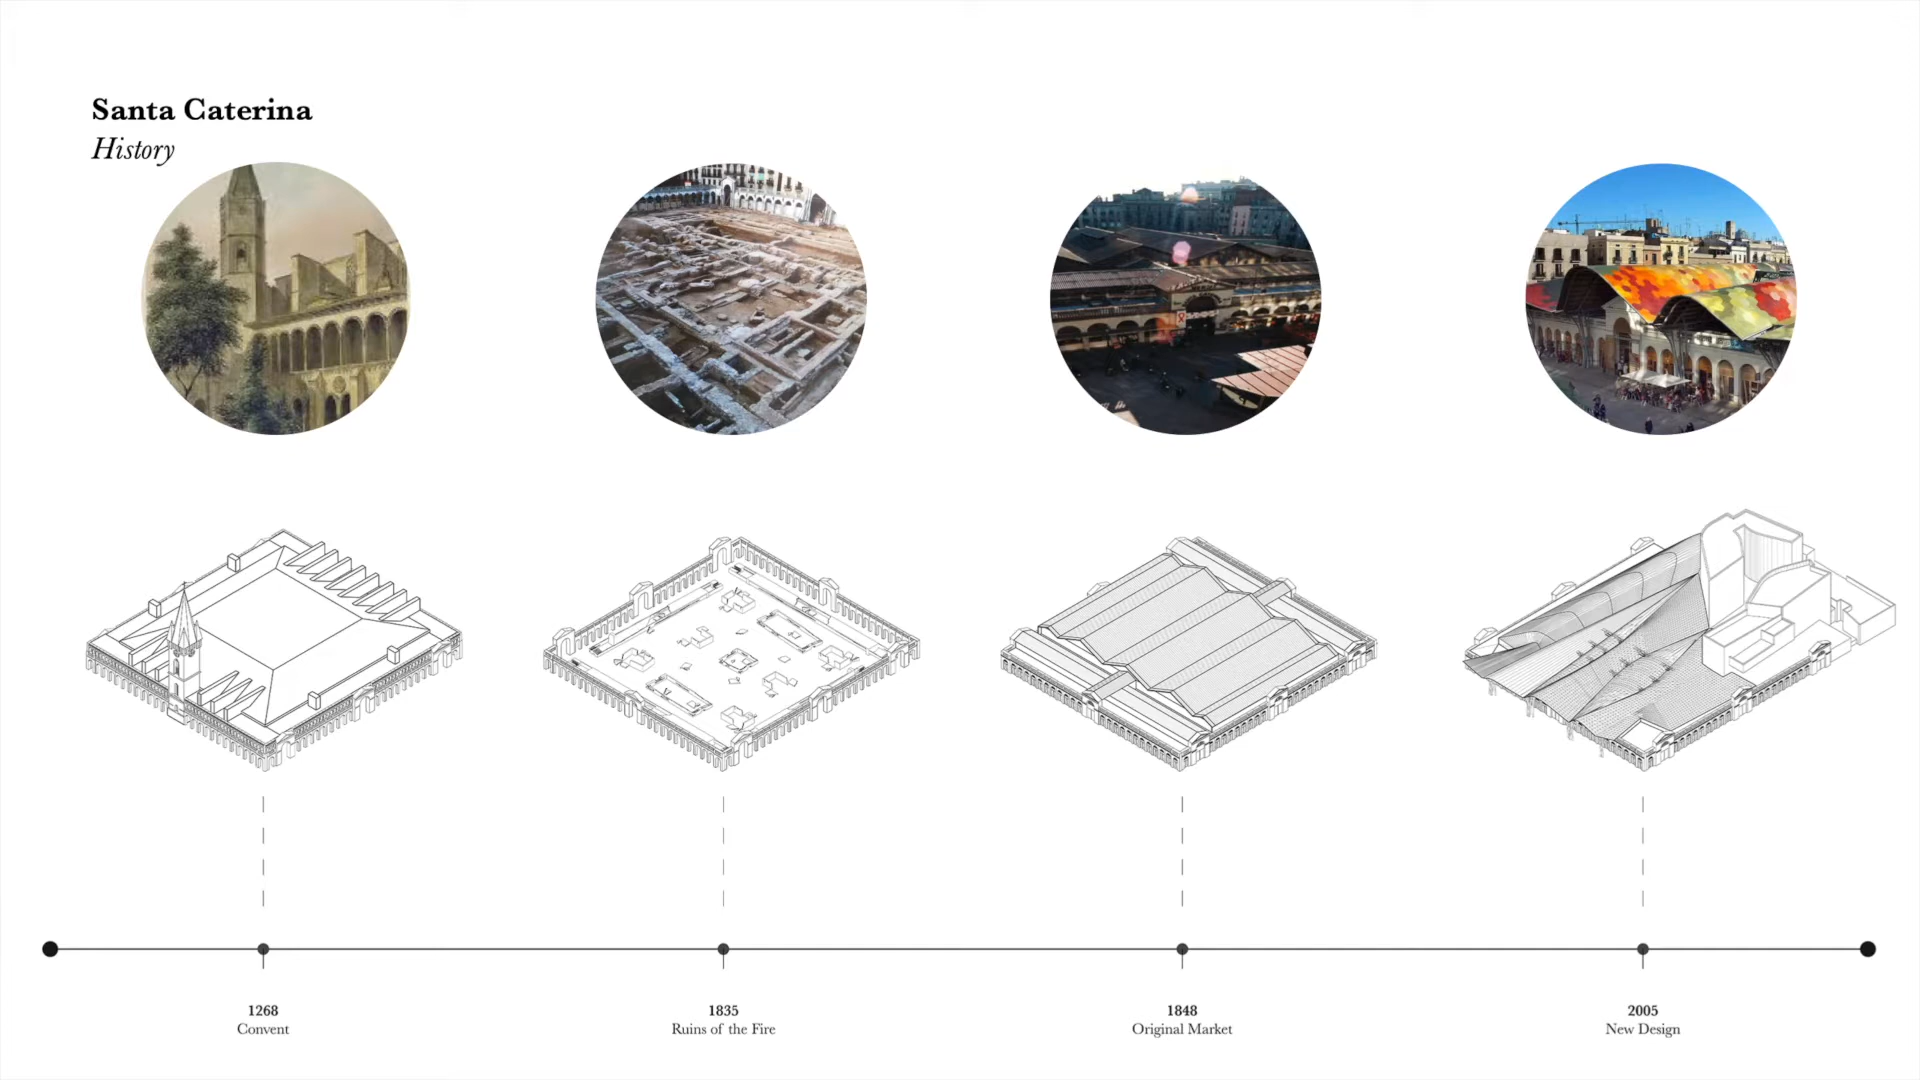 Santa Caterina
History
1268
Convent
1835
Ruins of the Fire
1848
Original Market
2005
New Design